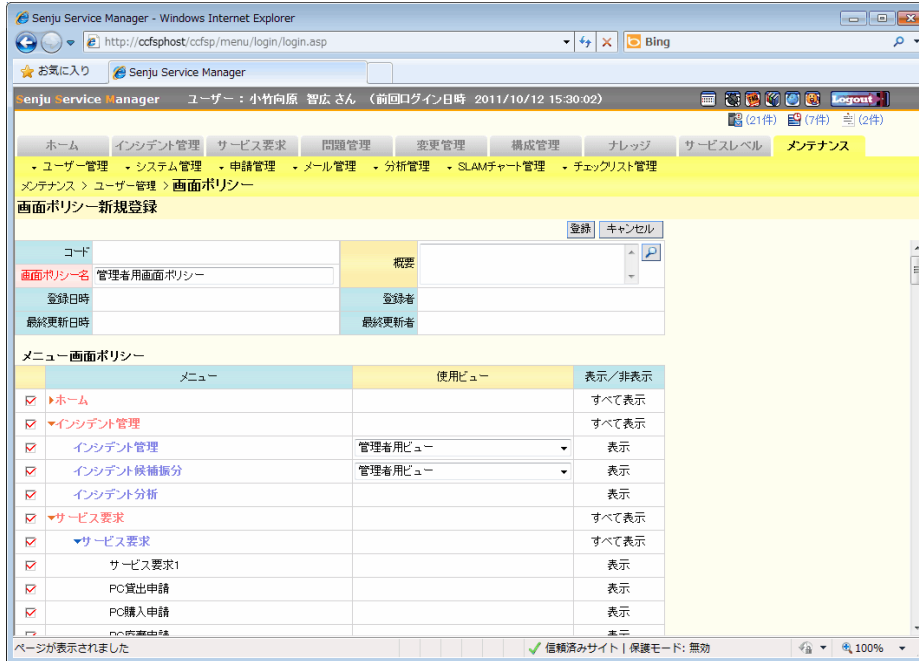 Senju Service Manager - Windows Internet Explorer
http://ccfsphost/ccfsp/menu/login/login.asp
Bing
お気に入り
Senju Service Manager
Senju Service Manager ユーザー：小竹向原 智広 さん （前回ログイン日時 2011/10/12 15:30:02） Logout
(21件) (7件) (2件)
ホーム インシデント管理 サービス要求 問題管理 変更管理 構成管理 ナレッジ サービスレベル メンテナンス
ユーザー管理 システム管理 申請管理 メール管理 分析管理 SLAMチャート管理 チェックリスト管理
メンテナンス > ユーザー管理 > 画面ポリシー
画面ポリシー新規登録
登録 キャンセル
コード 概要
画面ポリシー名 管理者用画面ポリシー
登録日時 登録者
最終更新日時 最終更新者
メニュー画面ポリシー
メニュー 使用ビュー 表示／非表示
ホーム すべて表示
インシデント管理 すべて表示
インシデント管理 管理者用ビュー 表示
インシデント候補振分 管理者用ビュー 表示
インシデント分析 表示
サービス要求 すべて表示
サービス要求 すべて表示
サービス要求1 表示
PC貸出申請 表示
PC購入申請 表示
PC廃棄申請 表示
ページが表示されました 信頼済みサイト | 保護モード: 無効 100%